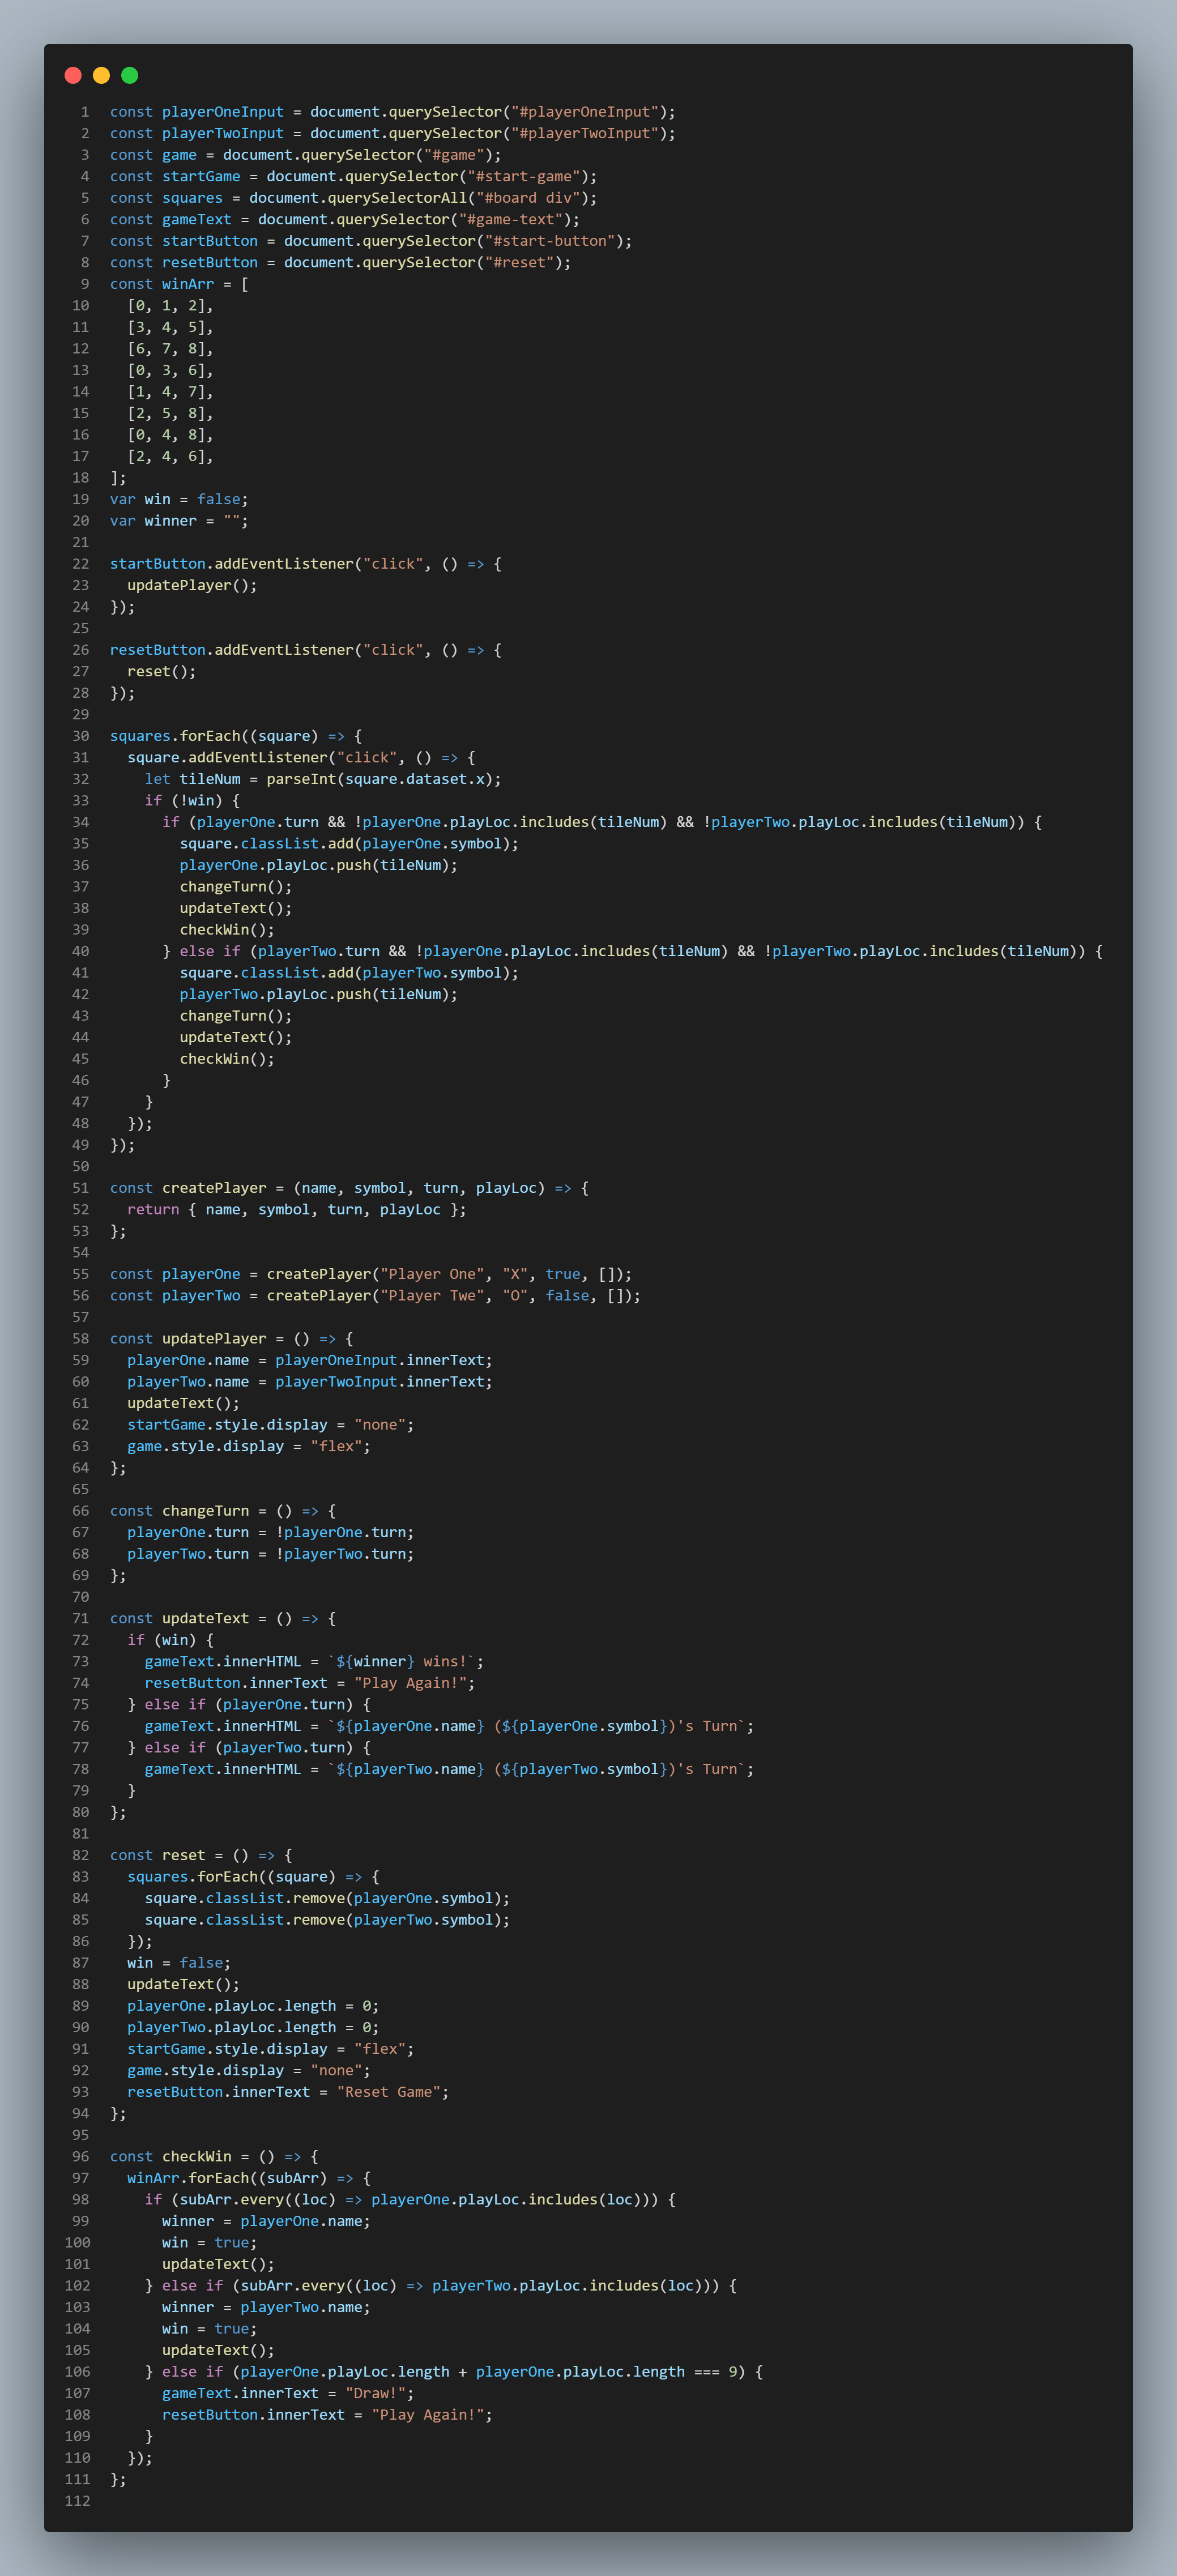 1 const playerOneInput = document.querySelector("#playerOneInput");
2 const playerTwoInput = document.querySelector("#playerTwoInput");
3 const game = document.querySelector("#game");
4 const startGame = document.querySelector("#start-game");
5 const squares = document.querySelectorAll("#board div");
6 const gameText = document.querySelector("#game-text");
7 const startButton = document.querySelector("#start-button");
8 const resetButton = document.querySelector("#reset");
9 const winArr = [
10   [0, 1, 2],
11   [3, 4, 5],
12   [6, 7, 8],
13   [0, 3, 6],
14   [1, 4, 7],
15   [2, 5, 8],
16   [0, 4, 8],
17   [2, 4, 6],
18 ];
19 var win = false;
20 var winner = "";
21
22 startButton.addEventListener("click", () => {
23   updatePlayer();
24 });
25
26 resetButton.addEventListener("click", () => {
27   reset();
28 });
29
30 squares.forEach((square) => {
31   square.addEventListener("click", () => {
32     let tileNum = parseInt(square.dataset.x);
33     if (!win) {
34       if (playerOne.turn && !playerOne.playLoc.includes(tileNum) && !playerTwo.playLoc.includes(tileNum)) {
35         square.classList.add(playerOne.symbol);
36         playerOne.playLoc.push(tileNum);
37         changeTurn();
38         updateText();
39         checkWin();
40       } else if (playerTwo.turn && !playerOne.playLoc.includes(tileNum) && !playerTwo.playLoc.includes(tileNum)) {
41         square.classList.add(playerTwo.symbol);
42         playerTwo.playLoc.push(tileNum);
43         changeTurn();
44         updateText();
45         checkWin();
46       }
47     }
48   });
49 });
50
51 const createPlayer = (name, symbol, turn, playLoc) => {
52   return { name, symbol, turn, playLoc };
53 };
54
55 const playerOne = createPlayer("Player One", "X", true, []);
56 const playerTwo = createPlayer("Player Twe", "O", false, []);
57
58 const updatePlayer = () => {
59   playerOne.name = playerOneInput.innerText;
60   playerTwo.name = playerTwoInput.innerText;
61   updateText();
62   startGame.style.display = "none";
63   game.style.display = "flex";
64 };
65
66 const changeTurn = () => {
67   playerOne.turn = !playerOne.turn;
68   playerTwo.turn = !playerTwo.turn;
69 };
70
71 const updateText = () => {
72   if (win) {
73     gameText.innerHTML = `${winner} wins!`;
74     resetButton.innerText = "Play Again!";
75   } else if (playerOne.turn) {
76     gameText.innerHTML = `${playerOne.name} (${playerOne.symbol})'s Turn`;
77   } else if (playerTwo.turn) {
78     gameText.innerHTML = `${playerTwo.name} (${playerTwo.symbol})'s Turn`;
79   }
80 };
81
82 const reset = () => {
83   squares.forEach((square) => {
84     square.classList.remove(playerOne.symbol);
85     square.classList.remove(playerTwo.symbol);
86   });
87   win = false;
88   updateText();
89   playerOne.playLoc.length = 0;
90   playerTwo.playLoc.length = 0;
91   startGame.style.display = "flex";
92   game.style.display = "none";
93   resetButton.innerText = "Reset Game";
94 };
95
96 const checkWin = () => {
97   winArr.forEach((subArr) => {
98     if (subArr.every((loc) => playerOne.playLoc.includes(loc))) {
99       winner = playerOne.name;
100       win = true;
101       updateText();
102     } else if (subArr.every((loc) => playerTwo.playLoc.includes(loc))) {
103       winner = playerTwo.name;
104       win = true;
105       updateText();
106     } else if (playerOne.playLoc.length + playerOne.playLoc.length === 9) {
107       gameText.innerText = "Draw!";
108       resetButton.innerText = "Play Again!";
109     }
110   });
111 };
112